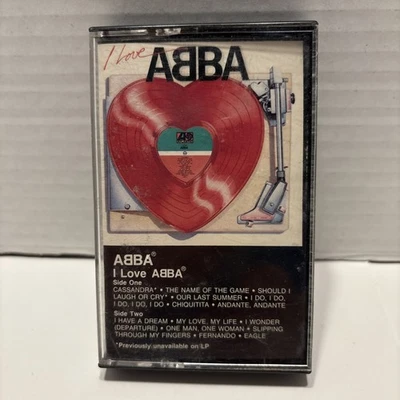 I Love ABBA
ABBA®
I Love ABBA®
Side One
CASSANDRA* • THE NAME OF THE GAME • SHOULD I
LAUGH OR CRY* • OUR LAST SUMMER • I DO, I DO,
I DO, I DO, I DO • CHIQUITITA • ANDANTE, ANDANTE
Side Two
I HAVE A DREAM • MY LOVE, MY LIFE • I WONDER
(DEPARTURE) • ONE MAN, ONE WOMAN • SLIPPING
THROUGH MY FINGERS • FERNANDO • EAGLE
*Previously unavailable on LP